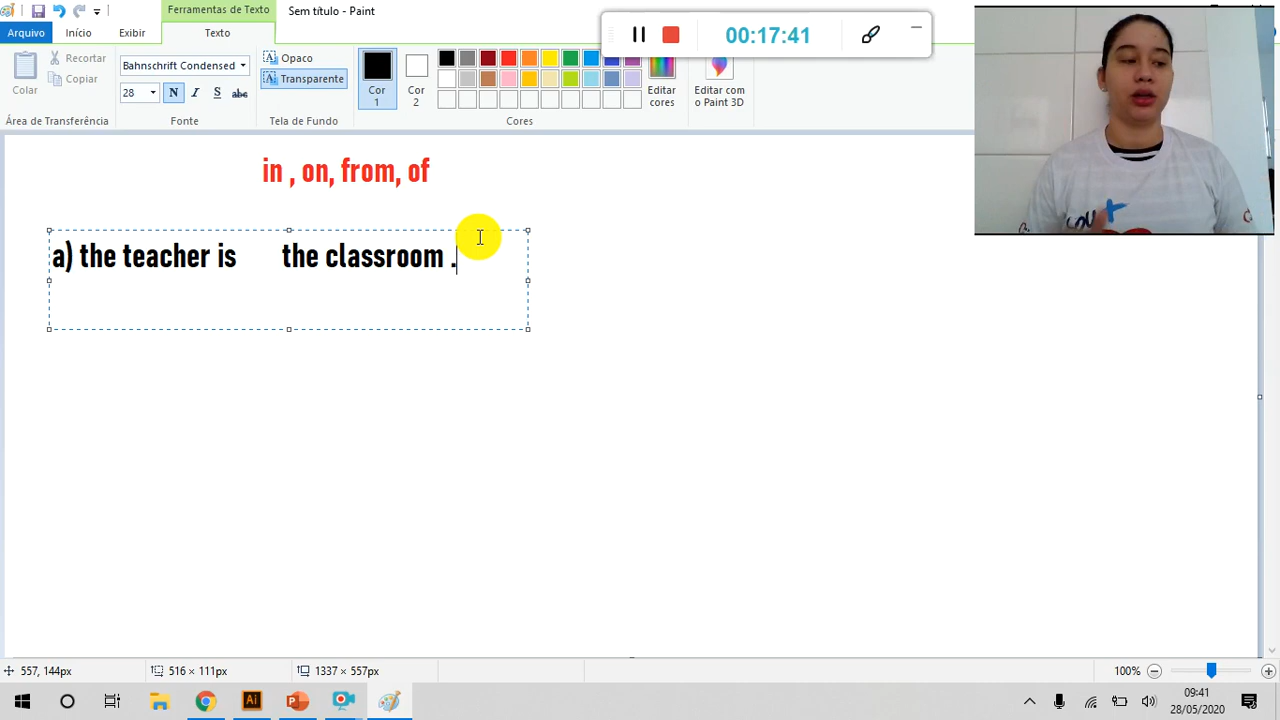 Ferramentas de Texto
Sem título - Paint
Arquivo
Início
Exibir
Texto
00:17:41
Colar
Recortar
Copiar
Área de Transferência
Bahnschrift Condensed
28
N I S abc
Fonte
Opaco
Transparente
Tela de Fundo
Cor 1
Cor 2
Cores
Editar cores
Editar com o Paint 3D
in , on, from, of
a) the teacher is the classroom .
557, 144px
516 × 111px
1337 × 557px
100%
Ai
09:41
28/05/2020